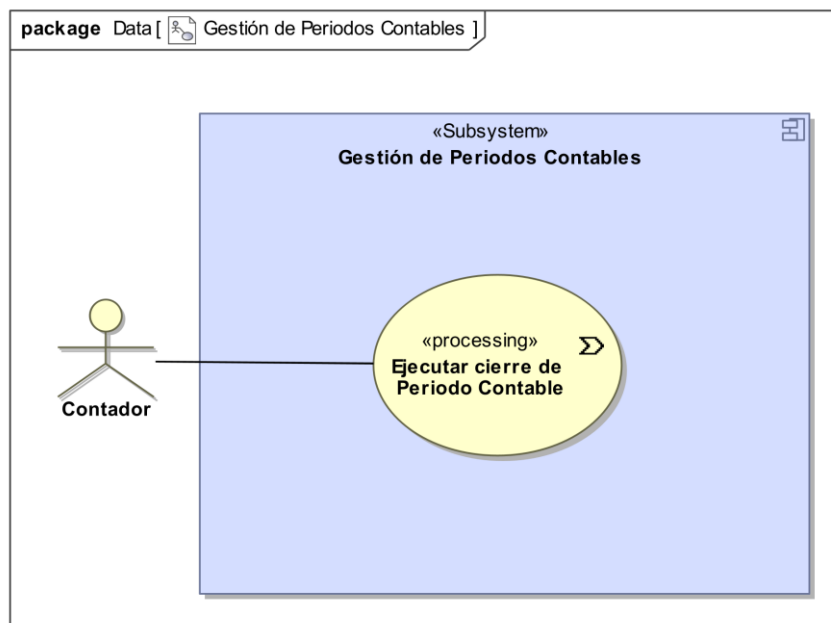 package Data [ Gestión de Periodos Contables ]
«Subsystem»
Gestión de Periodos Contables
«processing»
Ejecutar cierre de
Periodo Contable
Contador